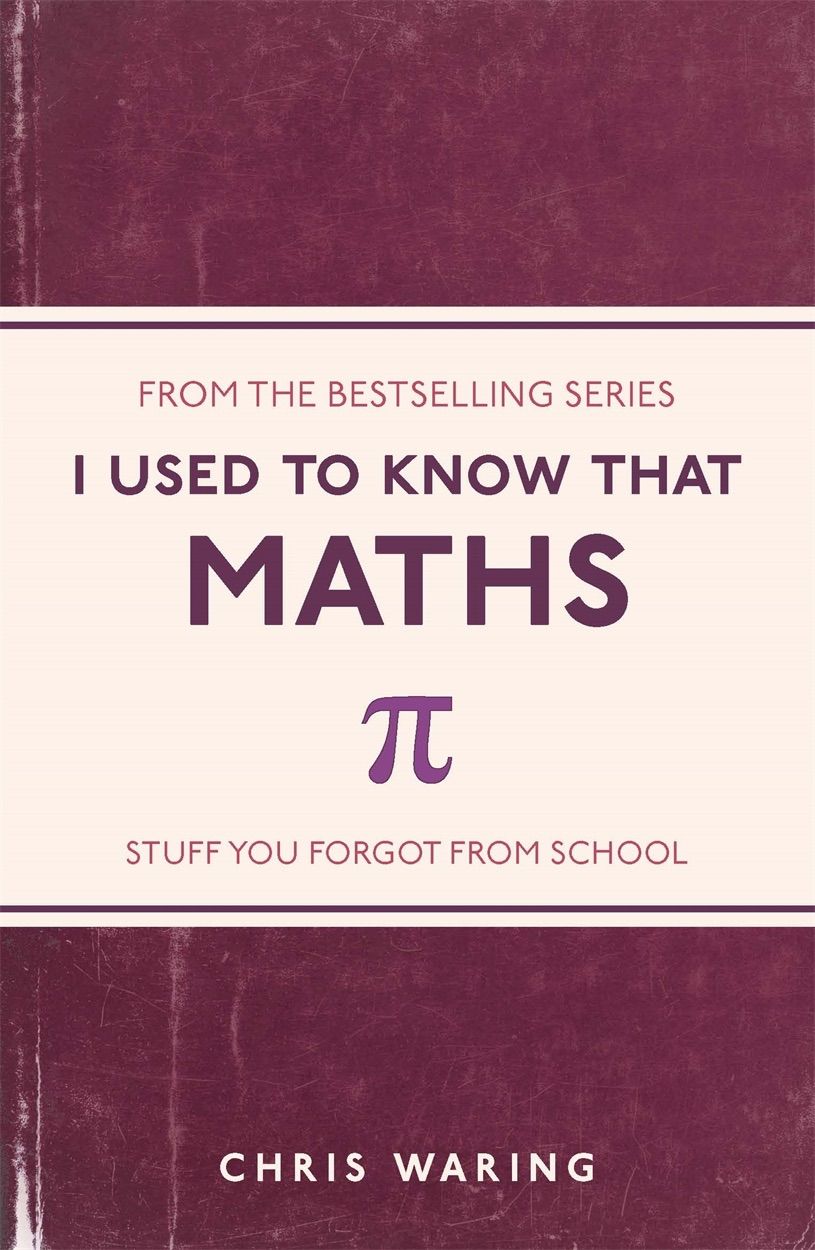 FROM THE BESTSELLING SERIES
I USED TO KNOW THAT
MATHS
π
STUFF YOU FORGOT FROM SCHOOL
CHRIS WARING